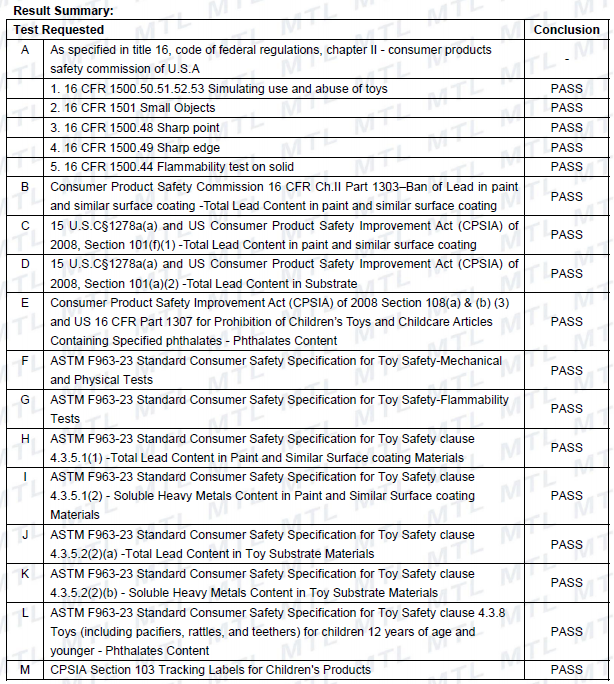 Result Summary:
Test Requested Conclusion
A As specified in title 16, code of federal regulations, chapter II - consumer products
safety commission of U.S.A
-
1. 16 CFR 1500.50.51.52.53 Simulating use and abuse of toys PASS
2. 16 CFR 1501 Small Objects PASS
3. 16 CFR 1500.48 Sharp point PASS
4. 16 CFR 1500.49 Sharp edge PASS
5. 16 CFR 1500.44 Flammability test on solid PASS
B Consumer Product Safety Commission 16 CFR Ch.II Part 1303–Ban of Lead in paint
and similar surface coating -Total Lead Content in paint and similar surface coating
PASS
C 15 U.S.C§1278a(a) and US Consumer Product Safety Improvement Act (CPSIA) of
2008, Section 101(f)(1) -Total Lead Content in paint and similar surface coating
PASS
D 15 U.S.C§1278a(a) and US Consumer Product Safety Improvement Act (CPSIA) of
2008, Section 101(a)(2) -Total Lead Content in Substrate
PASS
E Consumer Product Safety Improvement Act (CPSIA) of 2008 Section 108(a) & (b) (3)
and US 16 CFR Part 1307 for Prohibition of Children’s Toys and Childcare Articles
Containing Specified phthalates - Phthalates Content
PASS
F ASTM F963-23 Standard Consumer Safety Specification for Toy Safety-Mechanical
and Physical Tests
PASS
G ASTM F963-23 Standard Consumer Safety Specification for Toy Safety-Flammability
Tests
PASS
H ASTM F963-23 Standard Consumer Safety Specification for Toy Safety clause
4.3.5.1(1) -Total Lead Content in Paint and Similar Surface coating Materials
PASS
I ASTM F963-23 Standard Consumer Safety Specification for Toy Safety clause
4.3.5.1(2) - Soluble Heavy Metals Content in Paint and Similar Surface coating
Materials
PASS
J ASTM F963-23 Standard Consumer Safety Specification for Toy Safety clause
4.3.5.2(2)(a) -Total Lead Content in Toy Substrate Materials
PASS
K ASTM F963-23 Standard Consumer Safety Specification for Toy Safety clause
4.3.5.2(2)(b) - Soluble Heavy Metals Content in Toy Substrate Materials
PASS
L ASTM F963-23 Standard Consumer Safety Specification for Toy Safety clause 4.3.8
Toys (including pacifiers, rattles, and teethers) for children 12 years of age and
younger - Phthalates Content
PASS
M CPSIA Section 103 Tracking Labels for Children's Products PASS
MTL